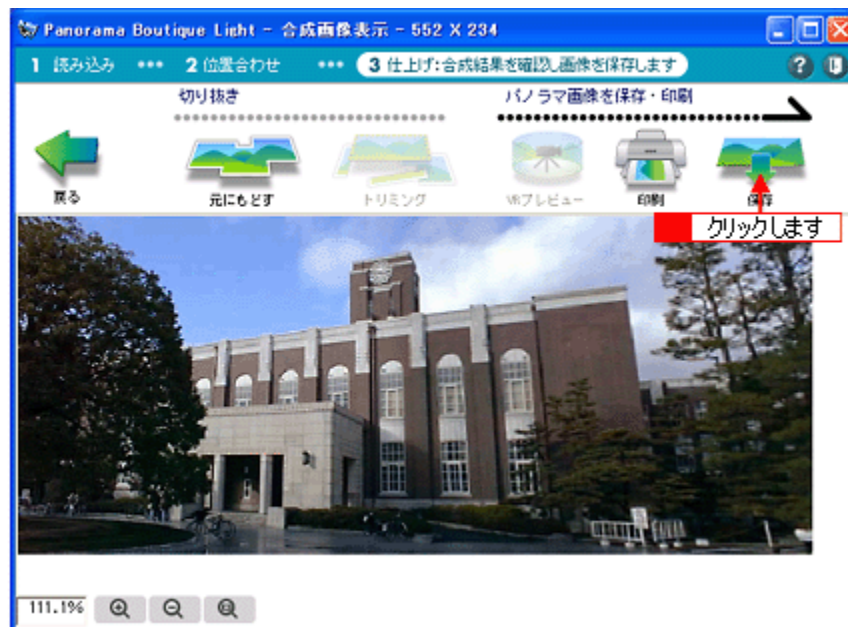 Panorama Boutique Light - 合成画像表示 - 552 X 234
1 読み込み ••• 2 位置合わせ ••• 3 仕上げ:合成結果を確認し画像を保存します
切り抜き パノラマ画像を保存・印刷
戻る 元にもどす トリミング VRプレビュー 印刷 保存
クリックします
111.1%